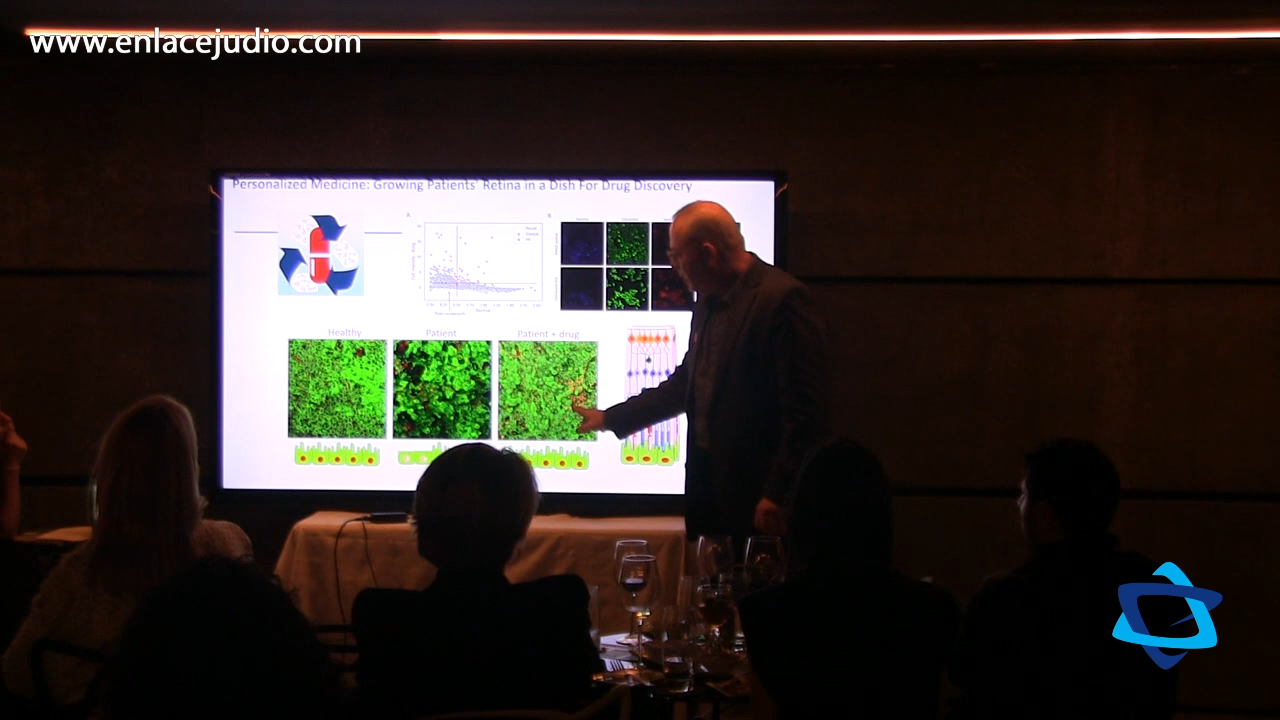 www.enlacejudio.com
Personalized Medicine: Growing Patients' Retina in a Dish For Drug Discovery
A
B
Healthy
Patient
Patient + drug